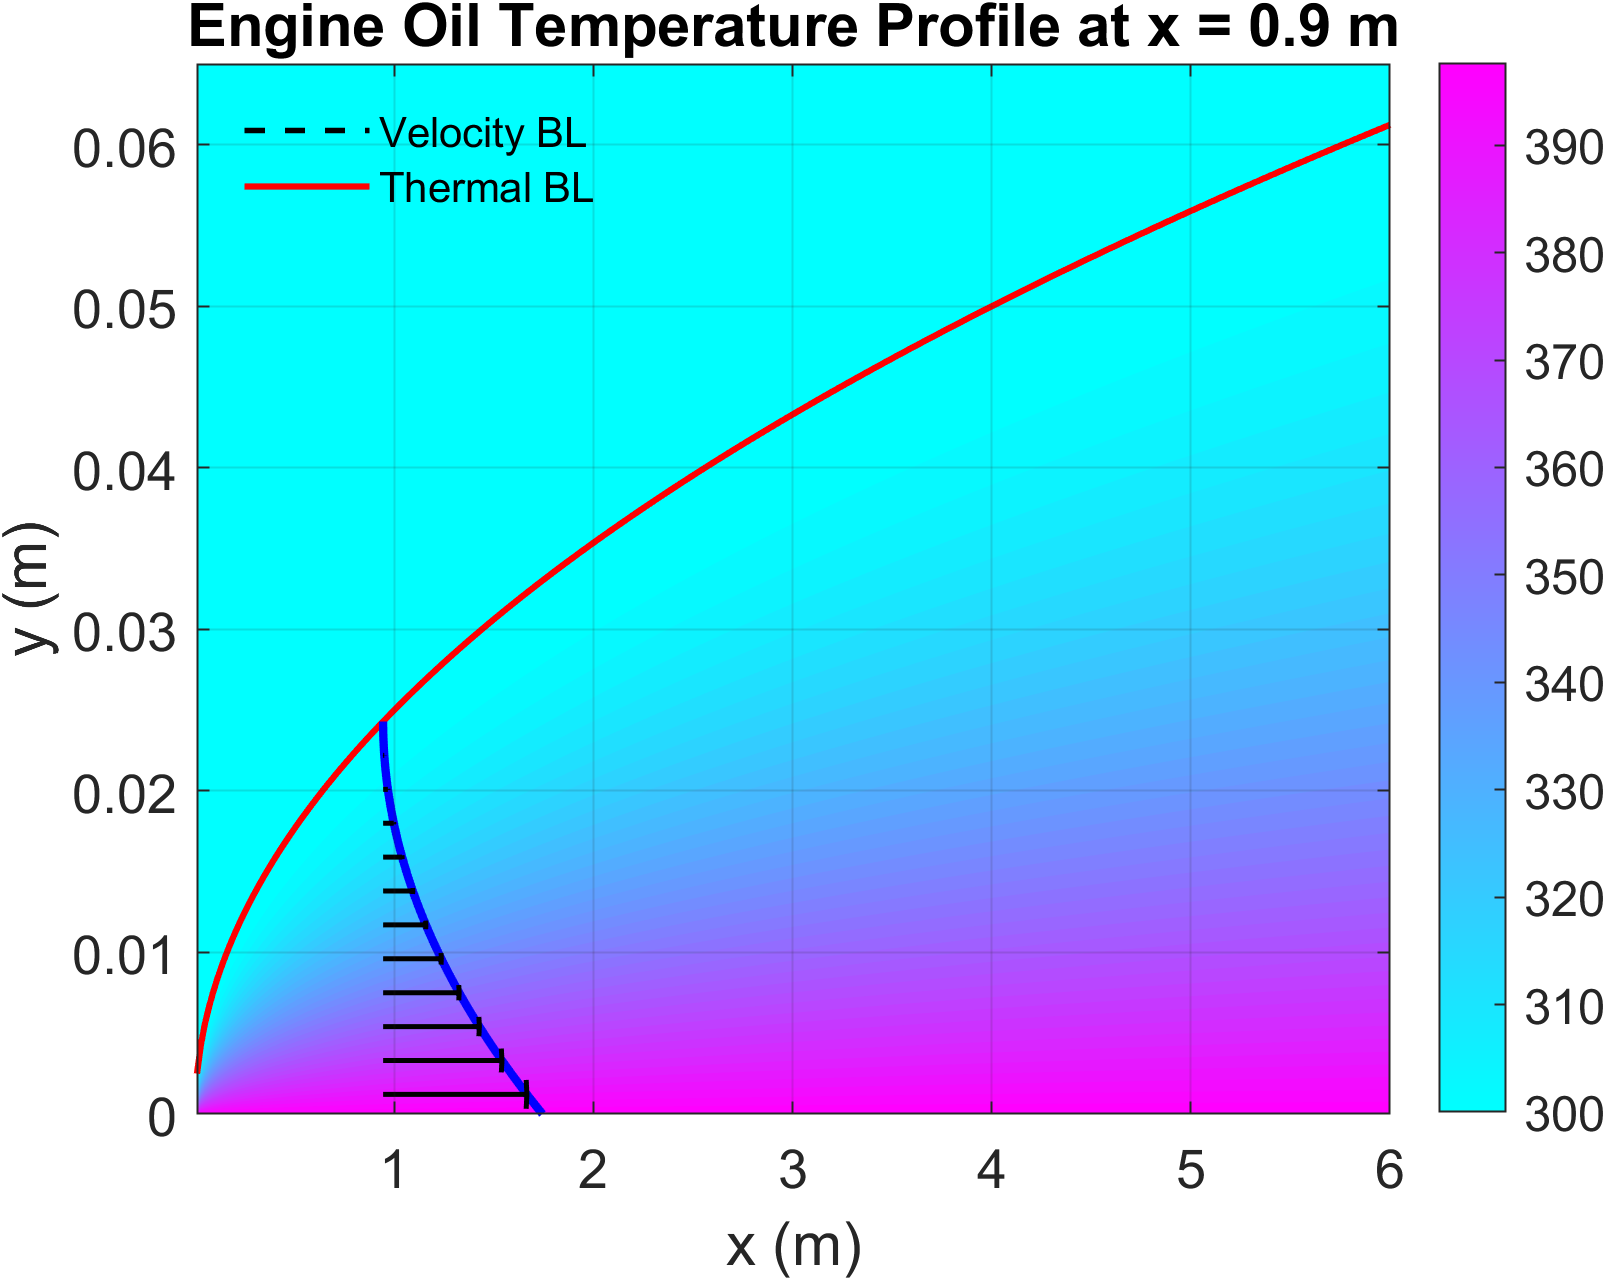 Engine Oil Temperature Profile at x = 0.9 m
Velocity BL
Thermal BL
0.06
0.05
0.04
0.03
0.02
0.01
0
y (m)
1 2 3 4 5 6
x (m)
390
380
370
360
350
340
330
320
310
300